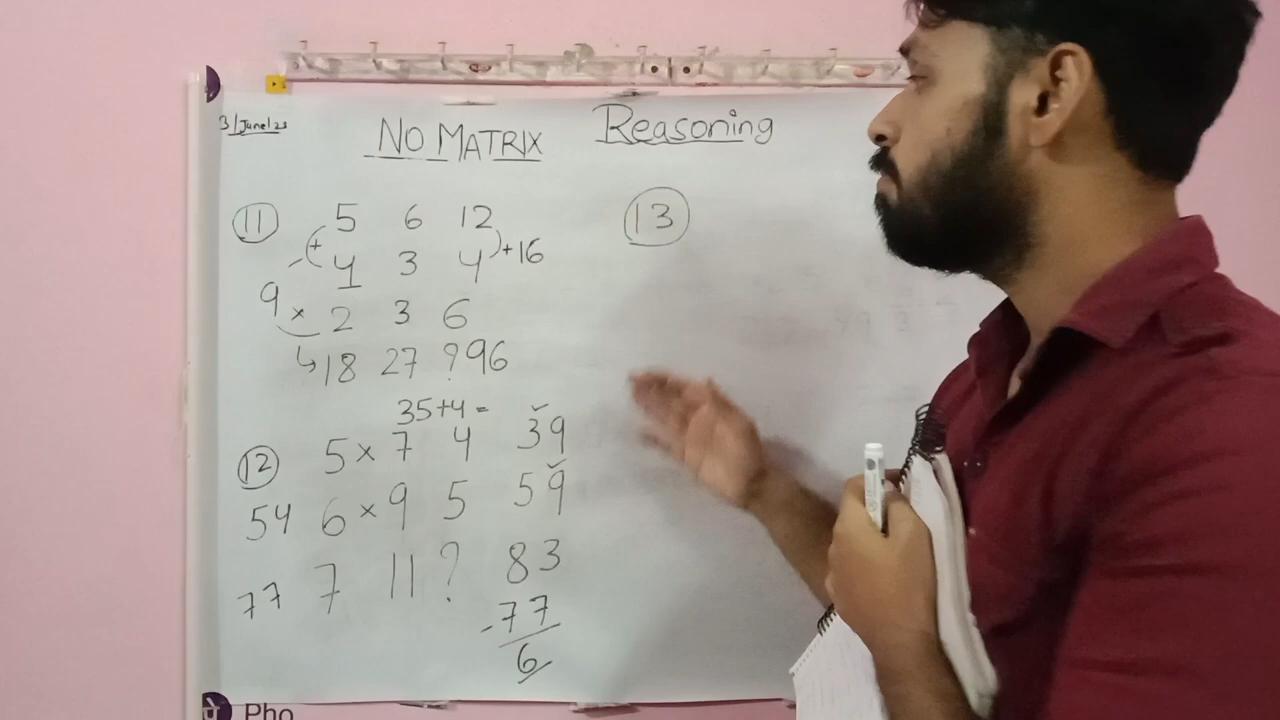 3/June/23
NO MATRIX Reasoning
11 5 6 12
+ 4 3 4 +16
9 × 2 3 6
18 27 ? 96
35+4=
12 5 × 7 4 39
54 6 × 9 5 59
77 7 11 ? 83
-77
6
13
पे Pho